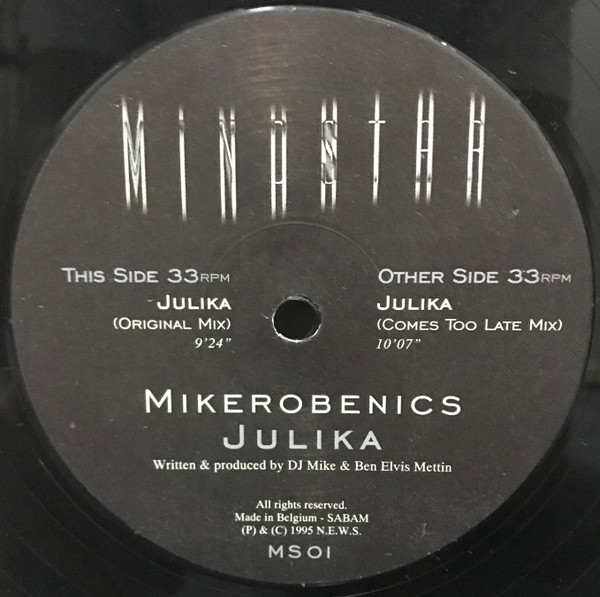 MiNDStAR
This Side 33RPM
Julika
(Original Mix)
9'24"
Other Side 33RPM
Julika
(Comes Too Late Mix)
10'07"
Mikerobenics
Julika
Written & produced by DJ Mike & Ben Elvis Mettin
All rights reserved.
Made in Belgium - SABAM
(P) & (C) 1995 N.E.W.S.
MS01